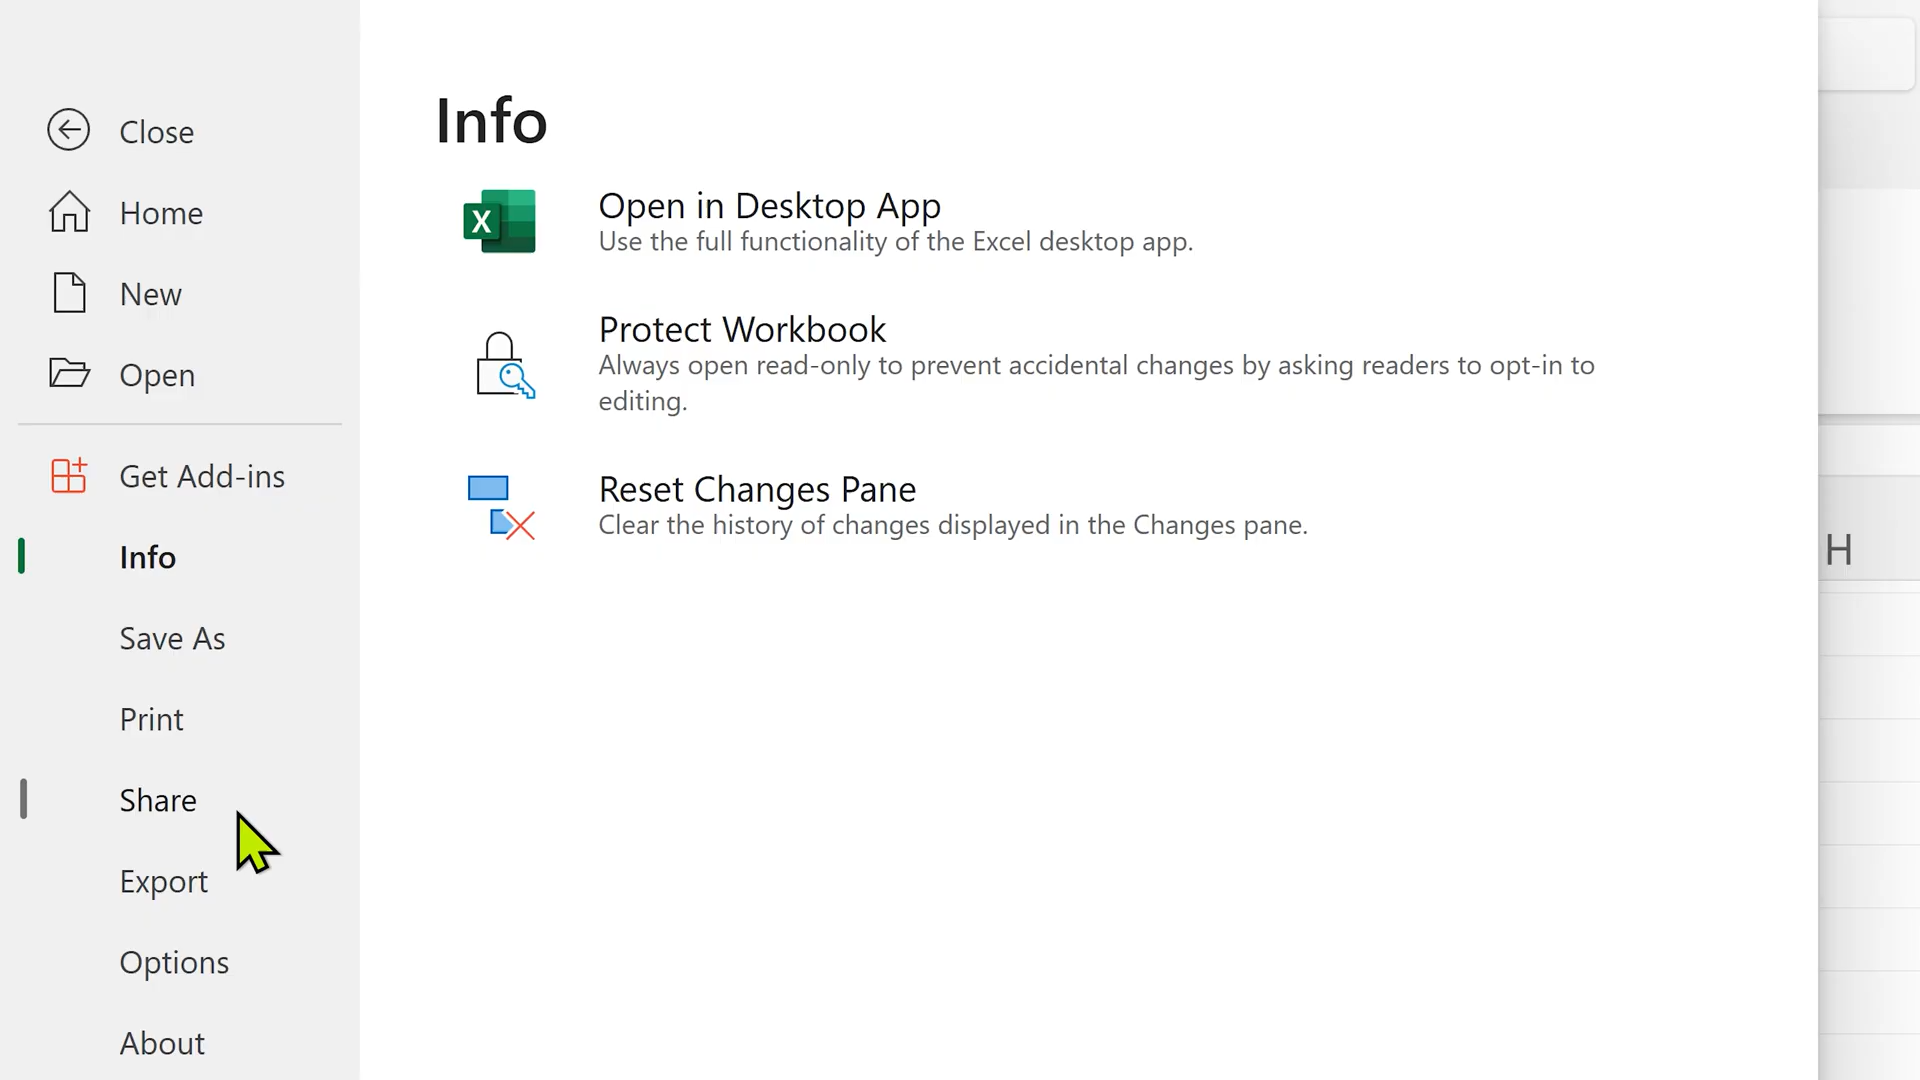 Close
Home
New
Open
Get Add-ins
Info
Save As
Print
Share
Export
Options
About
Info
X
Open in Desktop App
Use the full functionality of the Excel desktop app.
Protect Workbook
Always open read-only to prevent accidental changes by asking readers to opt-in to
editing.
Reset Changes Pane
Clear the history of changes displayed in the Changes pane.
H